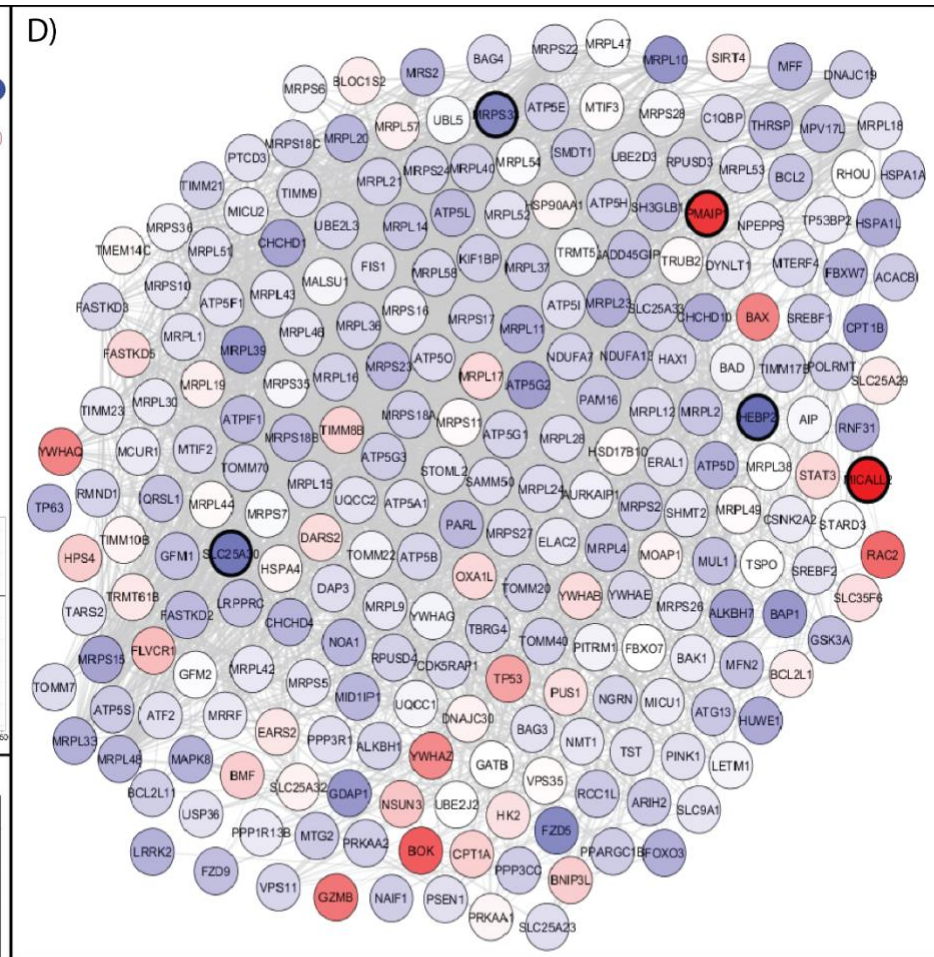 D)
MRPS22 MRPL47
BAG4 MRPL10 SIRT4
MIRS2 MFF
BLOC1S2 DNAJC19
MRPS6
ATP5E MTIF3 MRPS28
MRPL57 UBL5 C1QBP THRSP MPV17L MRPL18
MRPS18C MRPL20
PTCD3 MRPL54 SMDT1 UBE2D3 RPUSD3 MRPL53 BCL2 RHOU HSPA1A
TIMM21 TIMM9 MRPL21 MRPS24 MRPL40
MICU2 ATP5L MRPL52 HSP90AA1 ATP5H SH3GLB1 PMAIP1 NPEPPS TP53BP2 HSPA1L
MRPS36 UBE2L3 MRPL14
TMEM14C MRPL51 CHCHD1 FIS1 MRPL58 KIF1BP MRPL37 TRMT5 TRUB2 DYNLT1 MTERF4 FBXW7 ACACB
MRPS10 ATP5F1 MRPL43 MALSU1
FASTKD3 MRPL46 MRPL36 MRPS16 MRPS17 MRPL11 ATP5I MRPL23 SLC25A33 CHCHD10 BAX SREBF1 CPT1B
MRPL1 MRPL39
FASTKD5 MRPL19 MRPS35 MRPL16 MRPS23 ATP5O MRPL17 ATP5G2 NDUFA7 NDUFA13 HAX1 BAD TIMM17B POLRMT SLC25A29
TIMM23 MRPL30 ATPIF1 MRPS18A MRPS11 PAM16 MRPL12 MRPL2 HEBP2 AIP RNF31
MTIF2 MRPS18B TIMM8B ATP5G1 MRPL28 HSD17B10
YWHAQ MCUR1 TOMM70 ATP5G3 STOML2 SAMM50 ERAL1 ATP5D MRPL38 STAT3 MICALL2
TP63 RMND1 IQRSL1 MRPL44 MRPL15 UQCC2 ATP5A1 MRPL24 AURKAIP1 MRPS2 SHMT2 MRPL49 CSNK2A2 STARD3
MRPS7
TIMM10B DARS2 PARL MRPS27 ELAC2 MRPL4 MOAP1 MUL1 TSPO SREBF2 RAC2
HPS4 GFM1 SLC25A30 HSPA4 TOMM22 ATP5B
TRMT61B DAP3 OXA1L TOMM20 YWHAB YWHAE MRPS26 SLC35F6
TARS2 FASTKD2 LRPPRC CHCHD4 MRPL9 YWHAG ALKBH7 BAP1
NOA1 TBRG4 TOMM40 PITRM1 FBXO7 BAK1 MFN2 GSK3A
MRPS15 FLVCR1 GFM2 MRPL42 RPUSD4 CDK5RAP1 BCL2L1
TOMM7 MRPS5 MID1IP1 UQCC1 TP53 PUS1 NGRN MICU1 ATG13 HUWE1
ATP5S ATF2 MRRF DNAJC30 BAG3
MRPL33 EARS2 PPP3R1 ALKBH1 NMT1 TST PINK1 LETM1
MRPL48 MAPK8 YWHAZ GATB
BCL2L11 BMF SLC25A32 GDAP1 NSUN3 UBE2J2 VPS35 RCC1L ARIH2 SLC9A1
USP36 HK2
PPP1R13B MTG2 PRKAA2 FZD5
LRRK2 BOK CPT1A PPARGC1B FOXO3
FZD9 PPP3CC BNIP3L
VPS11 GZMB NAIF1 PSEN1
PRKAA1 SLC25A23